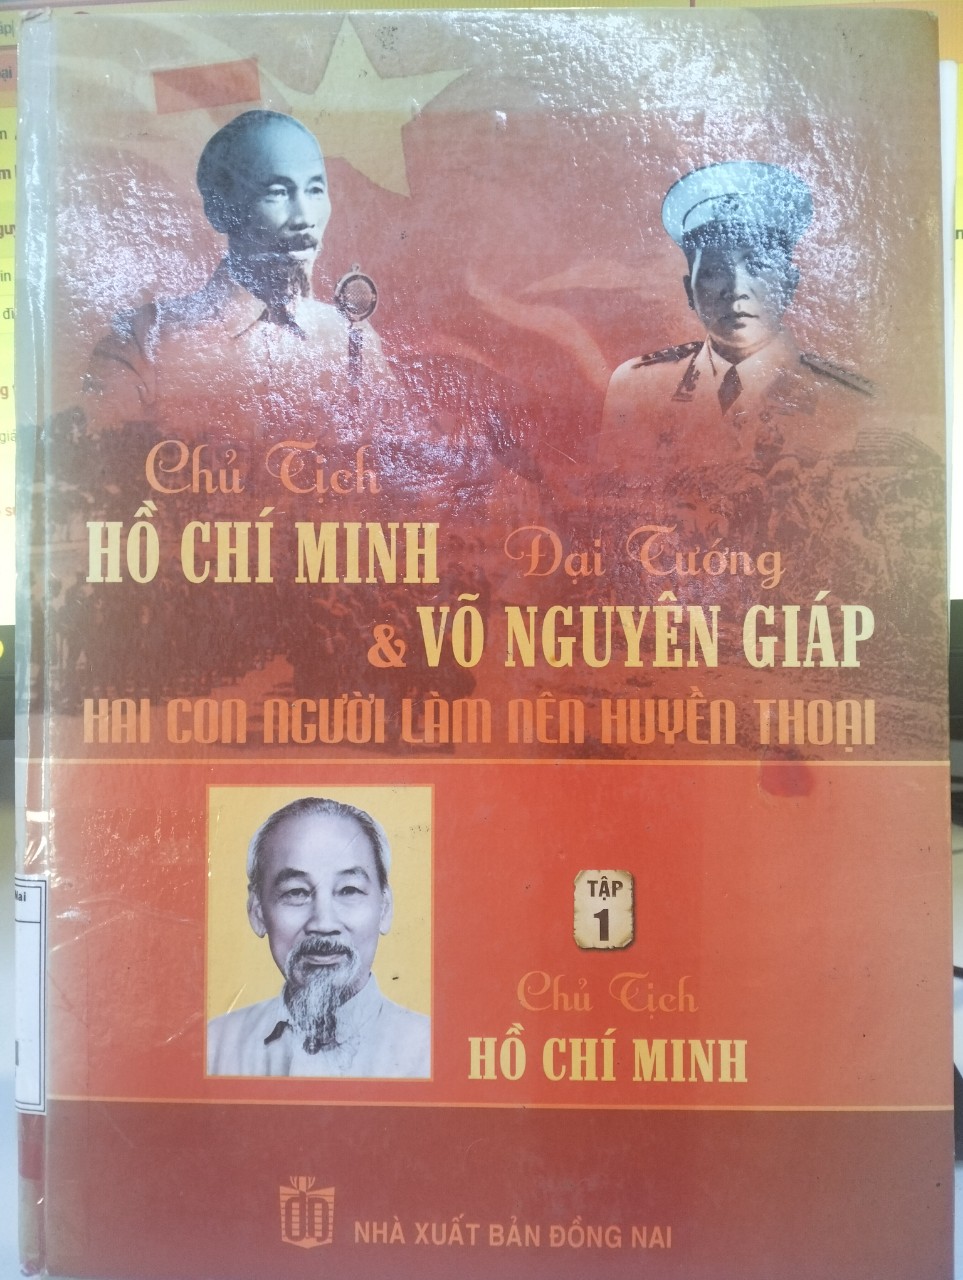 Chủ Tịch
HỒ CHÍ MINH
Đại Tướng
& VÕ NGUYÊN GIÁP
HAI CON NGƯỜI LÀM NÊN HUYỀN THOẠI
TẬP
1
Chủ Tịch
HỒ CHÍ MINH
NHÀ XUẤT BẢN ĐỒNG NAI
Nai